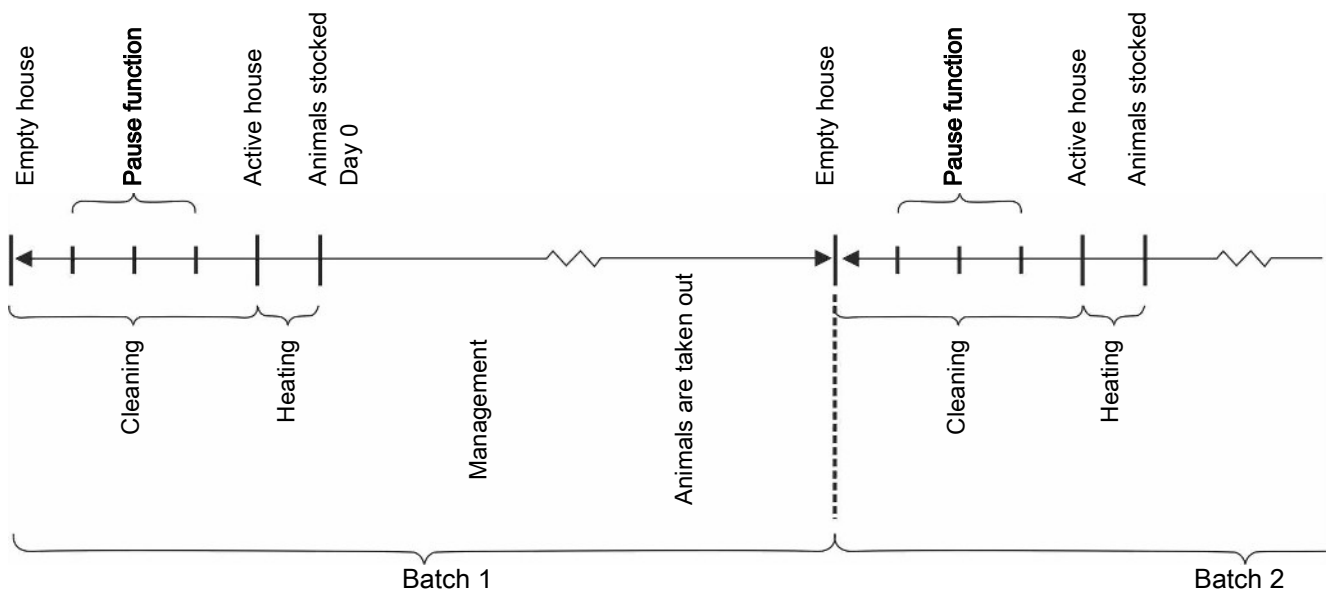 Empty house
Pause function
Active house
Animals stocked
Day 0
Empty house
Pause function
Active house
Animals stocked
Cleaning
Heating
Management
Animals are taken out
Cleaning
Heating
Batch 1
Batch 2